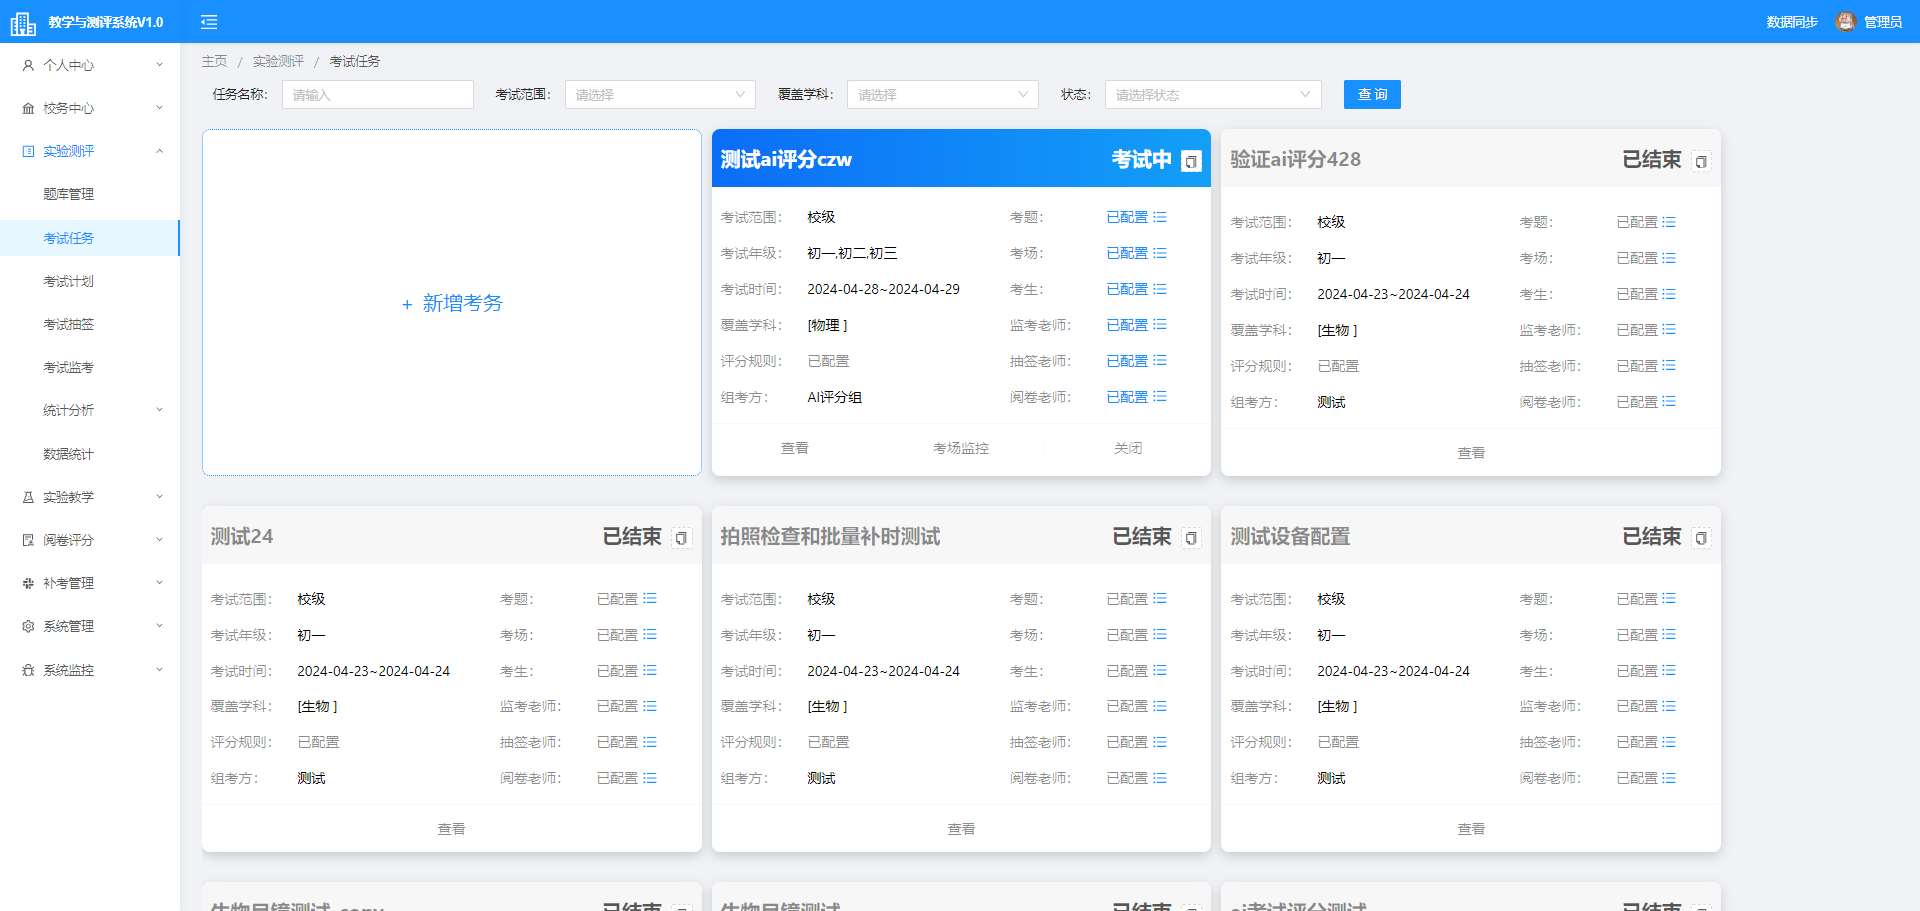 教学与测评系统V1.0
数据同步 管理员
个人中心
校务中心
实验测评
题库管理
考试任务
考试计划
考试抽签
考试监考
统计分析
数据统计
实验教学
阅卷评分
补考管理
系统管理
系统监控
主页 / 实验测评 / 考试任务
任务名称: 请输入 考试范围: 请选择 覆盖学科: 请选择 状态: 请选择状态 查 询
+ 新增考务
测试ai评分czw 考试中
考试范围: 校级 考题: 已配置
考试年级: 初一,初二,初三 考场: 已配置
考试时间: 2024-04-28~2024-04-29 考生: 已配置
覆盖学科: [物理 ] 监考老师: 已配置
评分规则: 已配置 抽签老师: 已配置
组考方: AI评分组 阅卷老师: 已配置
查看 考场监控 关闭
验证ai评分428 已结束
考试范围: 校级 考题: 已配置
考试年级: 初一 考场: 已配置
考试时间: 2024-04-23~2024-04-24 考生: 已配置
覆盖学科: [生物 ] 监考老师: 已配置
评分规则: 已配置 抽签老师: 已配置
组考方: 测试 阅卷老师: 已配置
查看
测试24 已结束
考试范围: 校级 考题: 已配置
考试年级: 初一 考场: 已配置
考试时间: 2024-04-23~2024-04-24 考生: 已配置
覆盖学科: [生物 ] 监考老师: 已配置
评分规则: 已配置 抽签老师: 已配置
组考方: 测试 阅卷老师: 已配置
查看
拍照检查和批量补时测试 已结束
考试范围: 校级 考题: 已配置
考试年级: 初一 考场: 已配置
考试时间: 2024-04-23~2024-04-24 考生: 已配置
覆盖学科: [生物 ] 监考老师: 已配置
评分规则: 已配置 抽签老师: 已配置
组考方: 测试 阅卷老师: 已配置
查看
测试设备配置 已结束
考试范围: 校级 考题: 已配置
考试年级: 初一 考场: 已配置
考试时间: 2024-04-23~2024-04-24 考生: 已配置
覆盖学科: [生物 ] 监考老师: 已配置
评分规则: 已配置 抽签老师: 已配置
组考方: 测试 阅卷老师: 已配置
查看
生物目镜测试_copy 已结束
生物目镜测试 已结束
ai考试评分测试 已结束